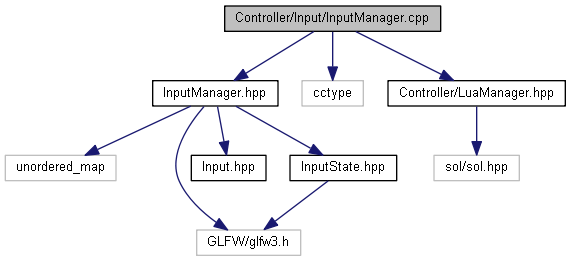 Controller/Input/InputManager.cpp
InputManager.hpp
cctype
Controller/LuaManager.hpp
unordered_map
Input.hpp
InputState.hpp
sol/sol.hpp
GLFW/glfw3.h